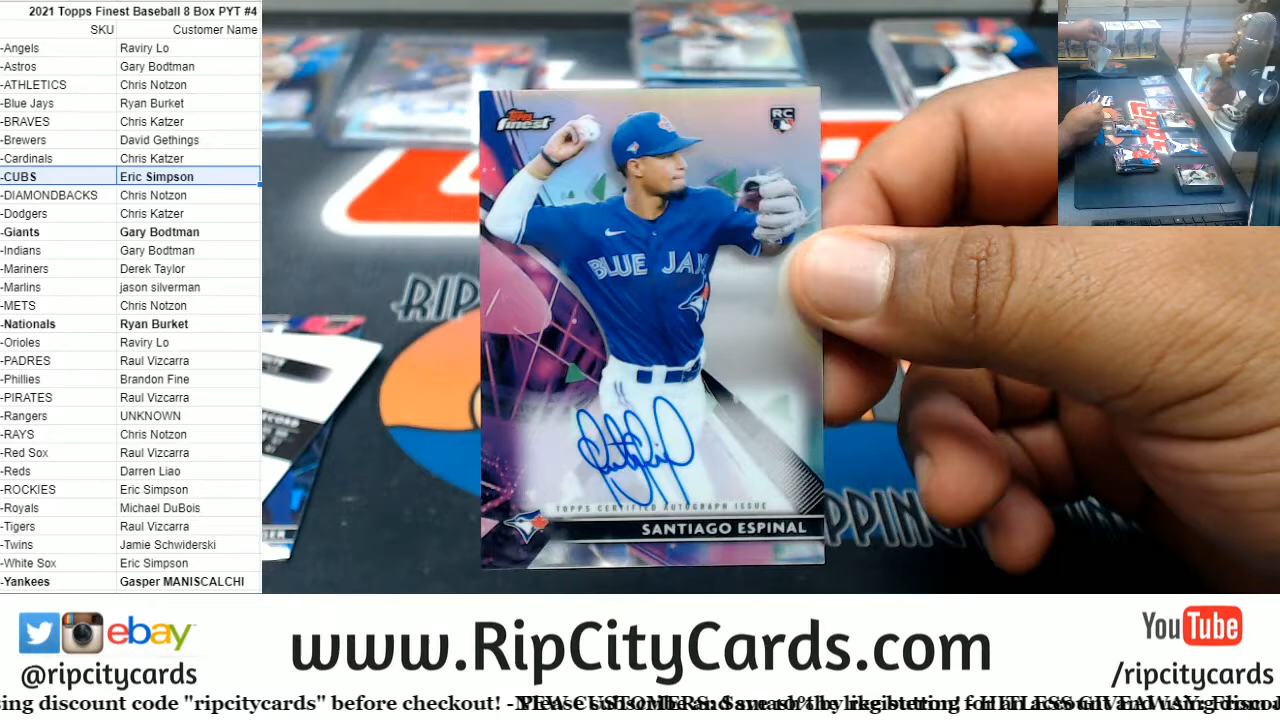 2021 Topps Finest Baseball 8 Box PYT #4
SKU Customer Name
-Angels Raviry Lo
-Astros Gary Bodtman
-ATHLETICS Chris Notzon
-Blue Jays Ryan Burket
-BRAVES Chris Katzer
-Brewers David Gethings
-Cardinals Chris Katzer
-CUBS Eric Simpson
-DIAMONDBACKS Chris Notzon
-Dodgers Chris Katzer
-Giants Gary Bodtman
-Indians Gary Bodtman
-Mariners Derek Taylor
-Marlins jason silverman
-METS Chris Notzon
-Nationals Ryan Burket
-Orioles Raviry Lo
-PADRES Raul Vizcarra
-Phillies Brandon Fine
-PIRATES Raul Vizcarra
-Rangers UNKNOWN
-RAYS Chris Notzon
-Red Sox Raul Vizcarra
-Reds Darren Liao
-ROCKIES Eric Simpson
-Royals Michael DuBois
-Tigers Raul Vizcarra
-Twins Jamie Schwiderski
-White Sox Eric Simpson
-Yankees Gasper MANISCALCHI
Topps
finest
RC
BLUE JAY
TOPPS CERTIFIED AUTOGRAPH ISSUE
SANTIAGO ESPINAL
RIP
RIPPING
ebay
@ripcitycards
www.RipCityCards.com
YouTube
/ripcitycards
sing discount code "ripcitycards" before checkout! -